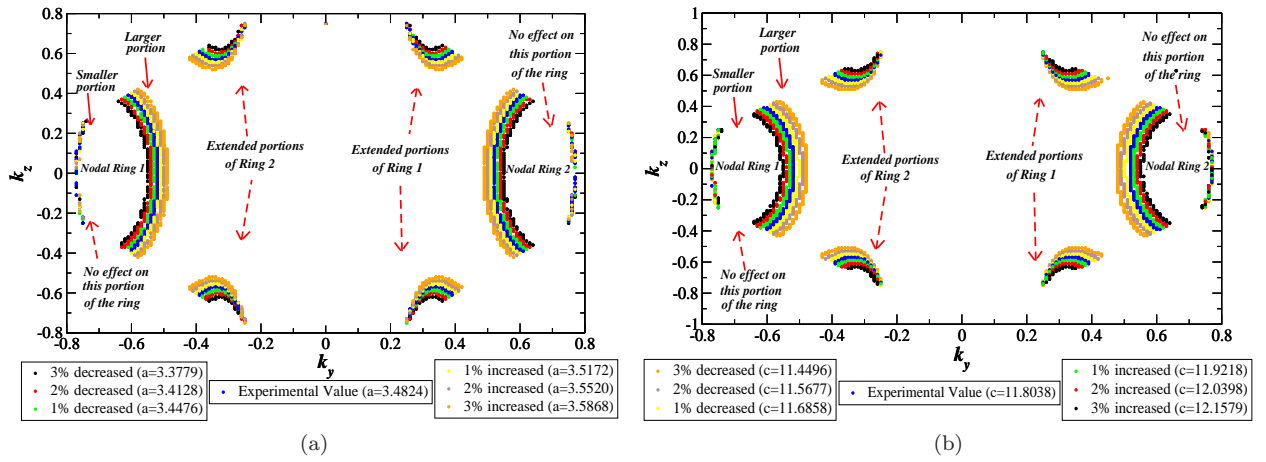 0.8
0.6
0.4
0.2
0
-0.2
-0.4
-0.6
-0.8
k_z
-0.8 -0.6 -0.4 -0.2 0 0.2 0.4 0.6 0.8
k_y
Larger
portion
Smaller
portion
No effect on
this portion
of the ring
Nodal Ring 1
Extended portions
of Ring 2
Extended portions
of Ring 1
Nodal Ring 2
No effect on
this portion
of the ring
3% decreased (a=3.3779)
2% decreased (a=3.4128)
1% decreased (a=3.4476)
Experimental Value (a=3.4824)
1% increased (a=3.5172)
2% increased (a=3.5520)
3% increased (a=3.5868)
(a)
1
0.8
0.6
0.4
0.2
0
-0.2
-0.4
-0.6
-0.8
-1
k_z
-0.8 -0.6 -0.4 -0.2 0 0.2 0.4 0.6 0.8
k_y
Larger
portion
Smaller
portion
No effect on
this portion
of the ring
Nodal Ring 1
Extended portions
of Ring 2
Extended portions
of Ring 1
Nodal Ring 2
No effect on
this portion
of the ring
3% decreased (c=11.4496)
2% decreased (c=11.5677)
1% decreased (c=11.6858)
Experimental Value (c=11.8038)
1% increased (c=11.9218)
2% increased (c=12.0398)
3% increased (c=12.1579)
(b)